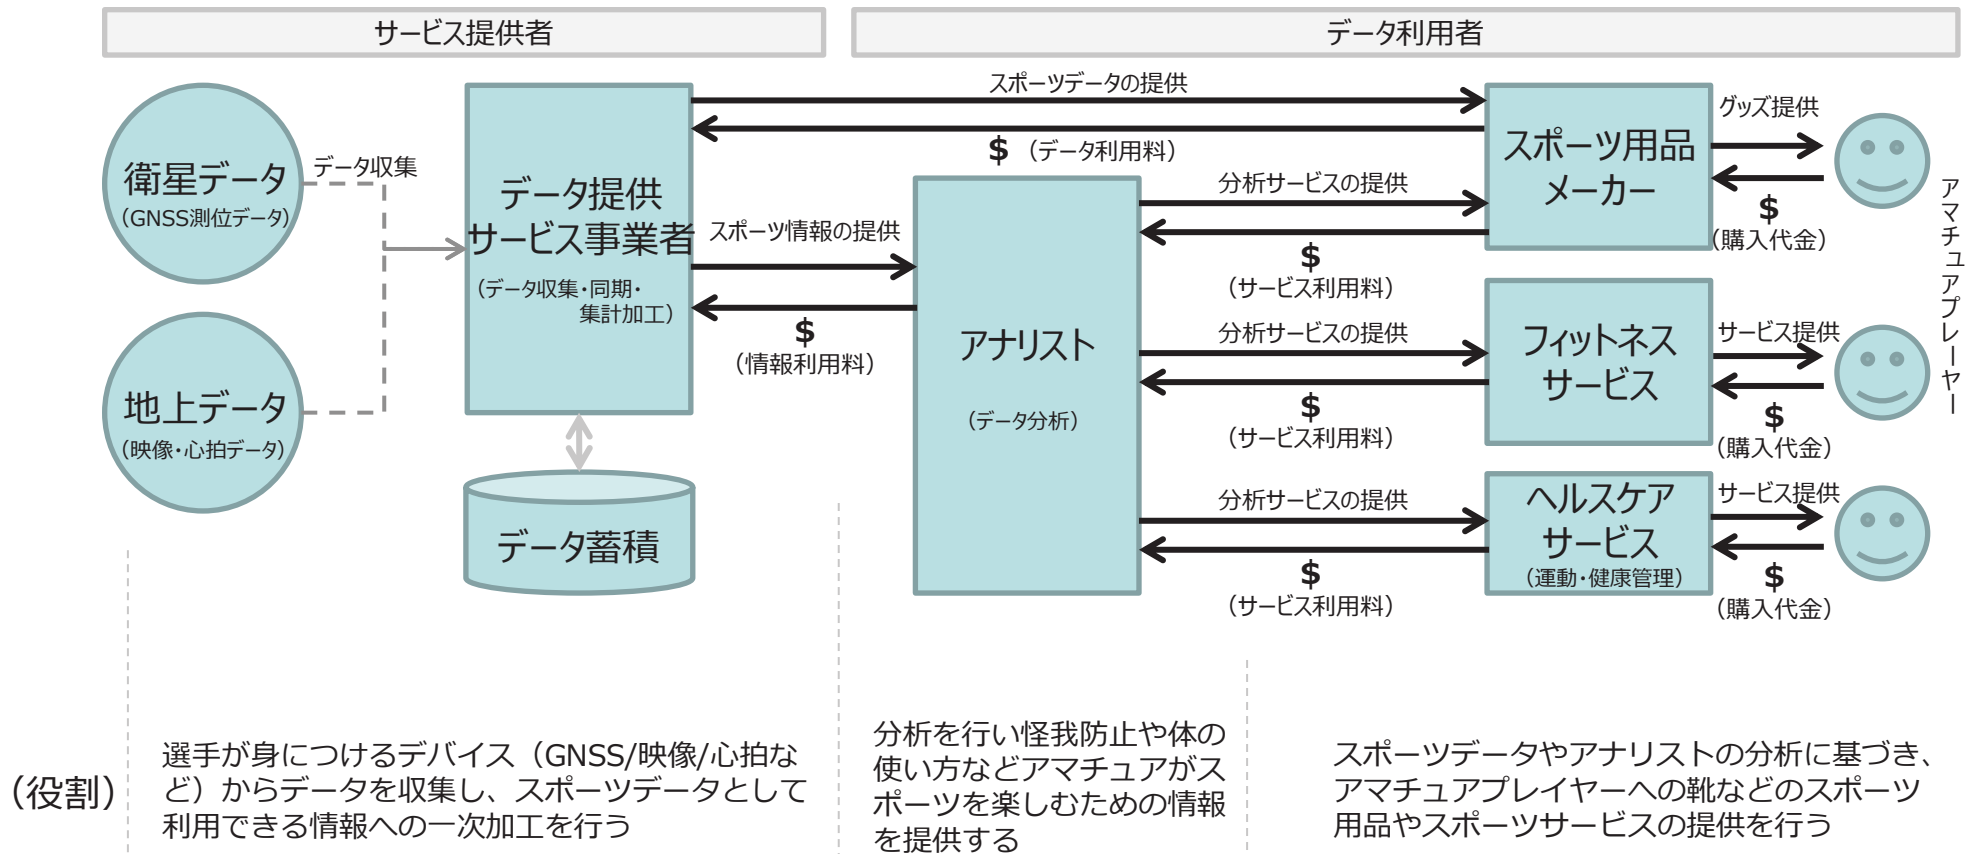 サービス提供者
データ利用者
衛星データ
（GNSS測位データ）
データ収集
地上データ
（映像・心拍データ）
データ提供
サービス事業者
（データ収集・同期・
集計加工）
データ蓄積
スポーツデータの提供
$（データ利用料）
スポーツ情報の提供
$
（情報利用料）
アナリスト
（データ分析）
分析サービスの提供
$
（サービス利用料）
分析サービスの提供
$
（サービス利用料）
分析サービスの提供
$
（サービス利用料）
スポーツ用品
メーカー
グッズ提供
$
（購入代金）
フィットネス
サービス
サービス提供
$
（購入代金）
ヘルスケア
サービス
（運動・健康管理）
サービス提供
$
（購入代金）
アマチュアプレーヤー
（役割）
選手が身につけるデバイス（GNSS/映像/心拍な
ど）からデータを収集し、スポーツデータとして
利用できる情報への一次加工を行う
分析を行い怪我防止や体の
使い方などアマチュアがス
ポーツを楽しむための情報
を提供する
スポーツデータやアナリストの分析に基づき、
アマチュアプレイヤーへの靴などのスポーツ
用品やスポーツサービスの提供を行う